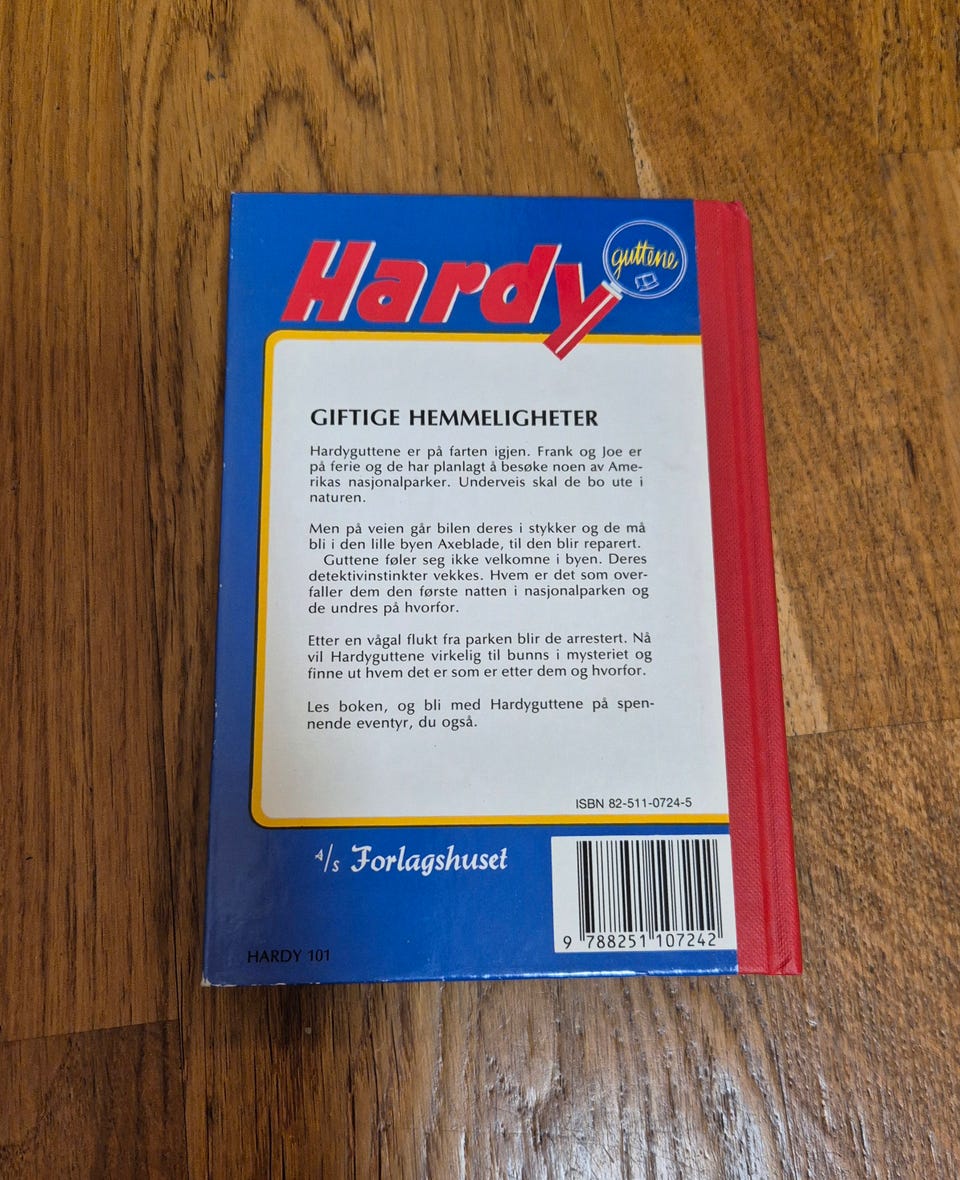 Hardy
guttene
GIFTIGE HEMMELIGHETER
Hardyguttene er på farten igjen. Frank og Joe er
på ferie og de har planlagt å besøke noen av Ame-
rikas nasjonalparker. Underveis skal de bo ute i
naturen.
Men på veien går bilen deres i stykker og de må
bli i den lille byen Axeblade, til den blir reparert.
Guttene føler seg ikke velkomne i byen. Deres
detektivinstinkter vekkes. Hvem er det som over-
faller dem den første natten i nasjonalparken og
de undres på hvorfor.
Etter en vågal flukt fra parken blir de arrestert. Nå
vil Hardyguttene virkelig til bunns i mysteriet og
finne ut hvem det er som er etter dem og hvorfor.
Les boken, og bli med Hardyguttene på spen-
nende eventyr, du også.
ISBN 82-511-0724-5
A/S Forlagshuset
9 788251 107242
HARDY 101